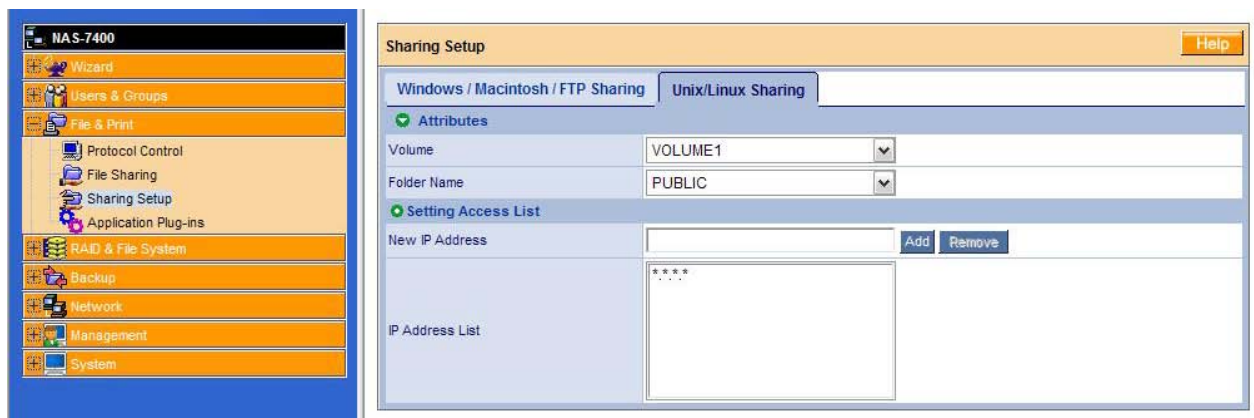 NAS-7400
Wizard
Users & Groups
File & Print
Protocol Control
File Sharing
Sharing Setup
Application Plug-ins
RAID & File System
Backup
Network
Management
System
Sharing Setup
Help
Windows / Macintosh / FTP Sharing
Unix/Linux Sharing
Attributes
Volume
VOLUME1
Folder Name
PUBLIC
Setting Access List
New IP Address
Add
Remove
IP Address List
*.*.*.*